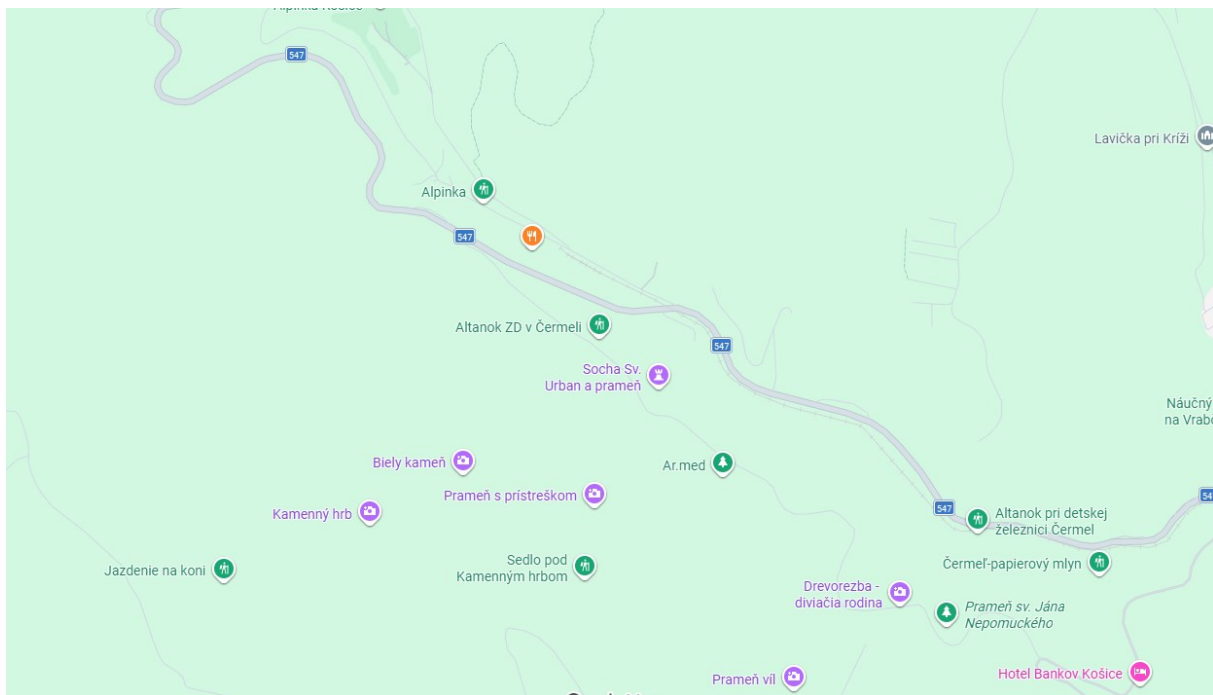 547
Lavička pri Kríži
Alpinka
547
Altanok ZD v Čermeli
547
Socha Sv.
Urban a prameň
Náučný
Biely kameň
Ar.med
Prameň s prístreškom
Kamenný hrb
547
Altanok pri detskej
železnici Čermel
Sedlo pod
Kamenným hrbom
Jazdenie na koni
Čermeľ-papierový mlyn
Drevorezba -
diviačia rodina
Prameň sv. Jána
Nepomuckého
Hotel Bankov Košice
Prameň víl